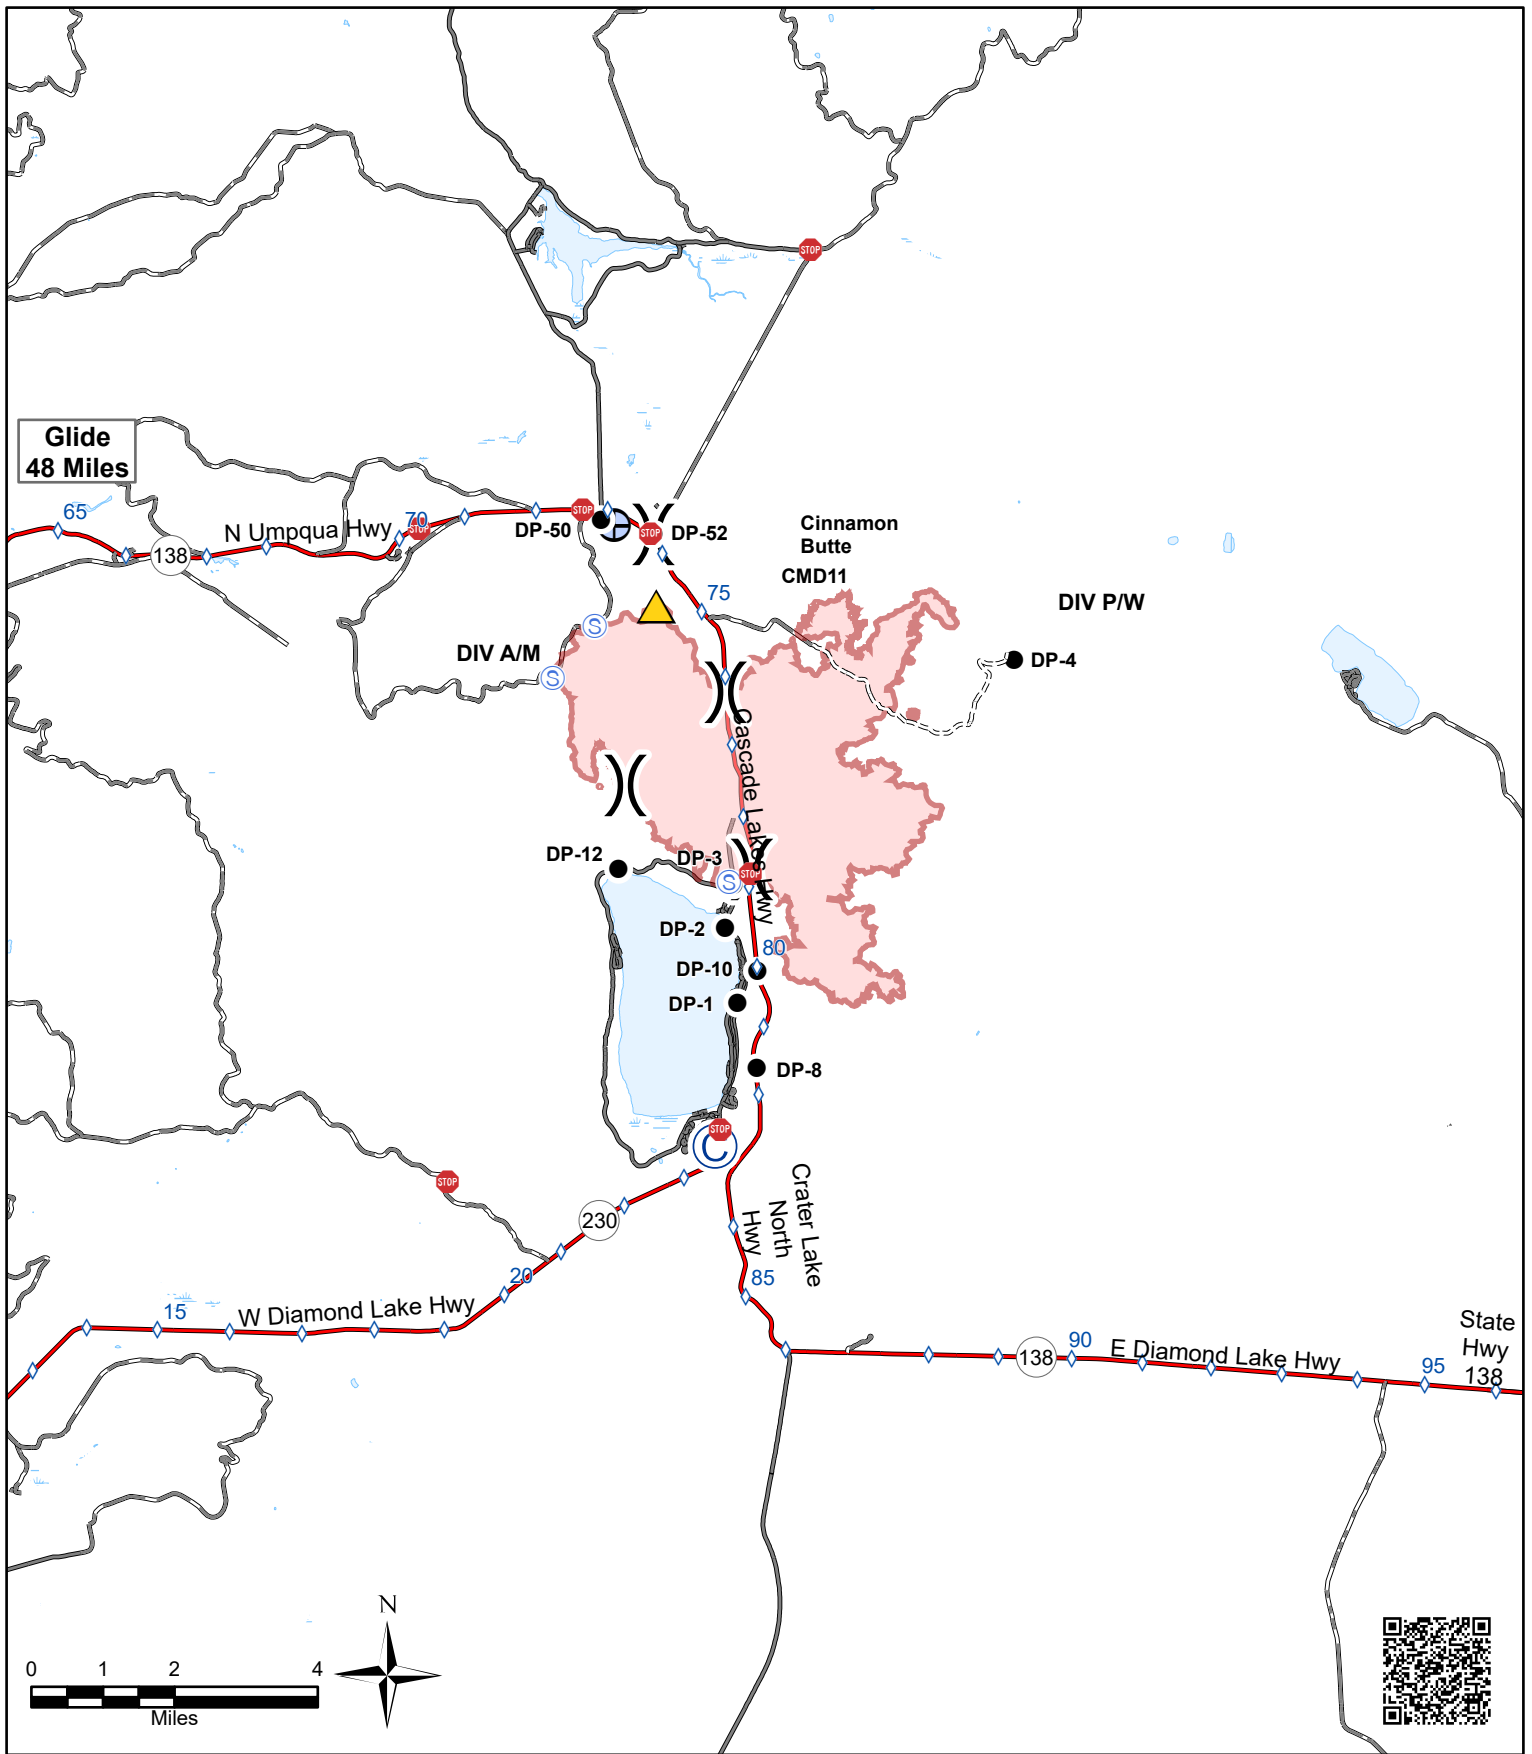 STOP
Glide
48 Miles
65
N Umpqua Hwy
70
STOP
138
STOP
DP-50
STOP
DP-52
Cinnamon
Butte
CMD11
75
DIV P/W
DP-4
S
DIV A/M
S
Cascade Lakes Hwy
DP-12
DP-3
S
STOP
DP-2
80
DP-10
DP-1
DP-8
STOP
C
STOP
Crater Lake
North
Hwy
230
85
20
15
W Diamond Lake Hwy
State
Hwy
138
90
138
E Diamond Lake Hwy
95
N
0 1 2 4
Miles